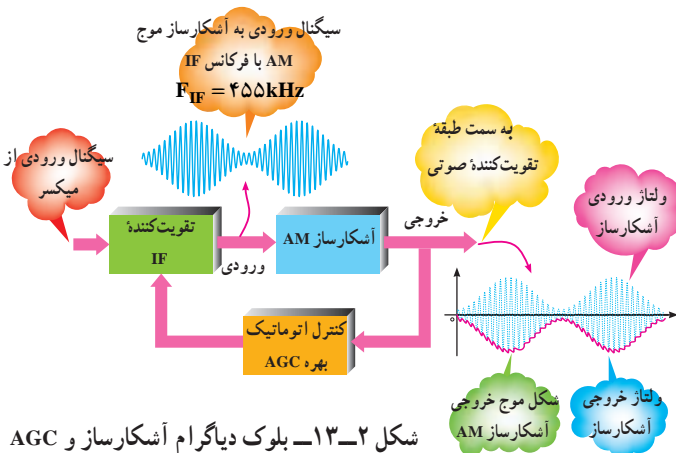 سیگنال ورودی به آشکارساز موج
AM با فرکانس IF
F_IF = ۴۵۵kHz
سیگنال ورودی از
میکسر
به سمت طبقهٔ
تقویت‌کنندهٔ صوتی
ولتاژ ورودی
آشکارساز
تقویت‌کنندهٔ
IF
ورودی
آشکارساز AM
خروجی
کنترل اتوماتیک
بهره AGC
o
شکل موج خروجی
آشکارساز AM
ولتاژ خروجی
آشکارساز
شکل ۲ــ۱۳ــ بلوک دیاگرام آشکارساز و AGC